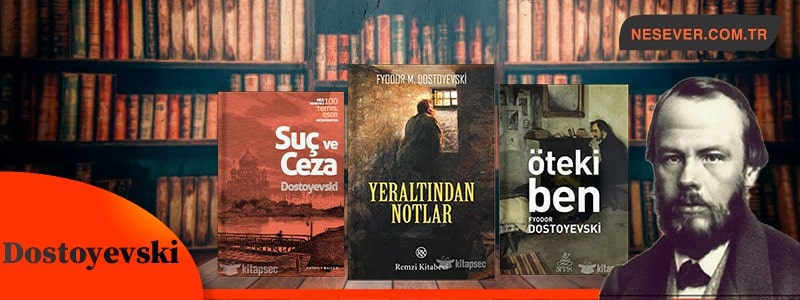 NESEVER.COM.TR
100
TEMEL
ESER
Suç ve
Ceza
Dostoyevski
kitapsec
FYODOR M. DOSTOYEVSKİ
YERALTINDAN
NOTLAR
Remzi Kitabevi
kitapsec
öteki
ben
FYODOR
DOSTOYEVSKİ
kitapsec
Dostoyevski